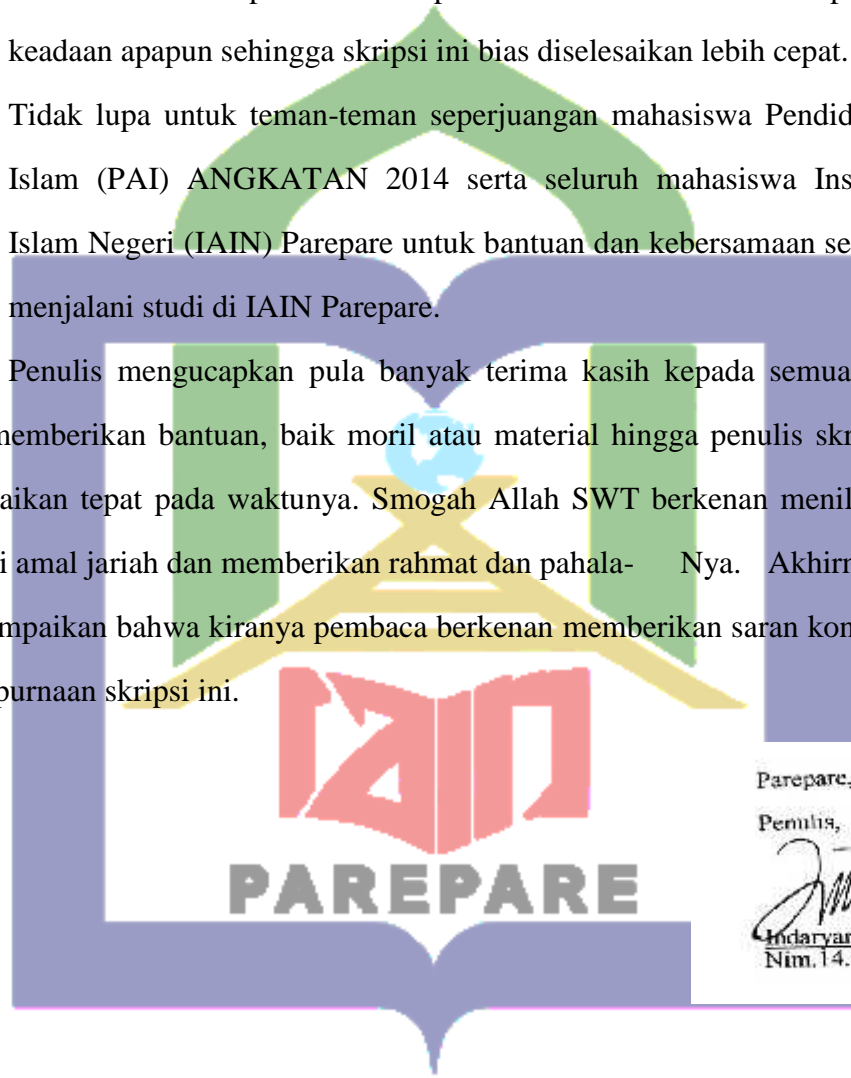 keadaan apapun sehingga skripsi ini bias diselesaikan lebih cepat.
Tidak lupa untuk teman-teman seperjuangan mahasiswa Pendid
Islam (PAI) ANGKATAN 2014 serta seluruh mahasiswa Ins
Islam Negeri (IAIN) Parepare untuk bantuan dan kebersamaan se
menjalani studi di IAIN Parepare.
Penulis mengucapkan pula banyak terima kasih kepada semua
memberikan bantuan, baik moril atau material hingga penulis skr
aikan tepat pada waktunya. Smogah Allah SWT berkenan menil
i amal jariah dan memberikan rahmat dan pahala- Nya. Akhirn
mpaikan bahwa kiranya pembaca berkenan memberikan saran kon
purnaan skripsi ini.
iain
Parepare,
Penulis,
PAREPARE
Indaryan
Nim.14.